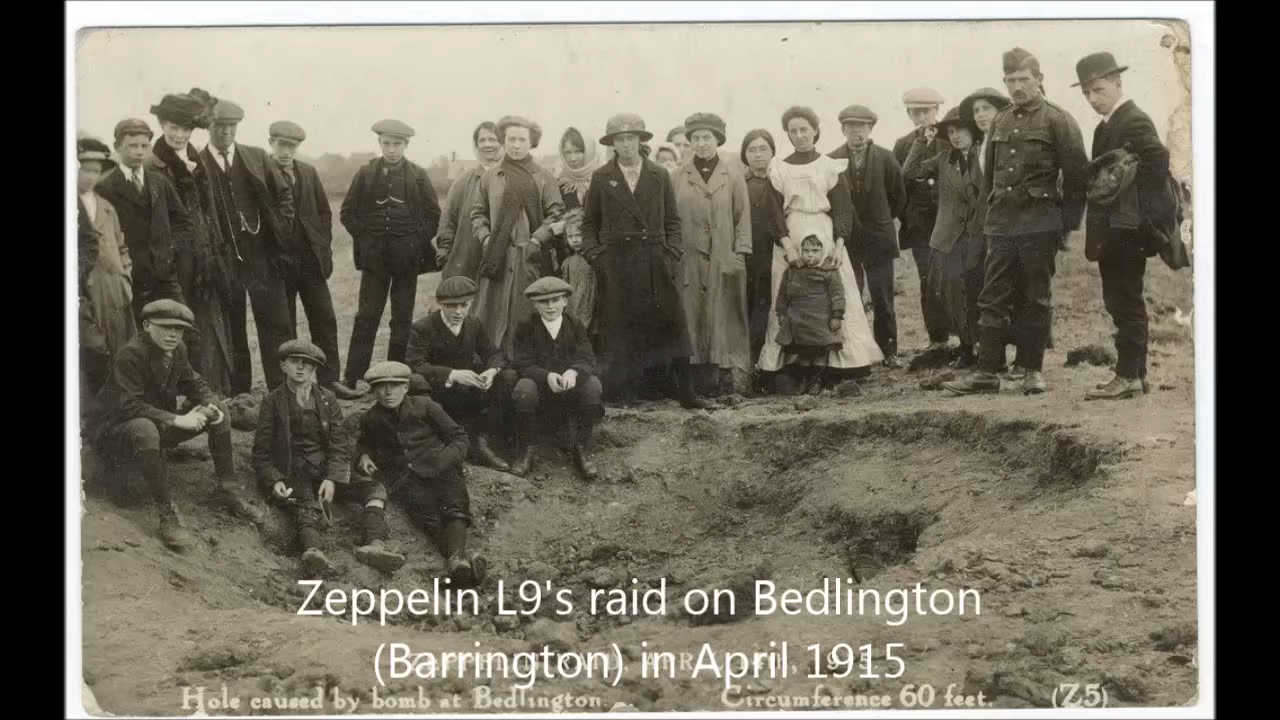 Zeppelin L9's raid on Bedlington
(Barrington) in April 1915
Hole caused by bomb at Bedlington. Circumference 60 feet. (Z5)